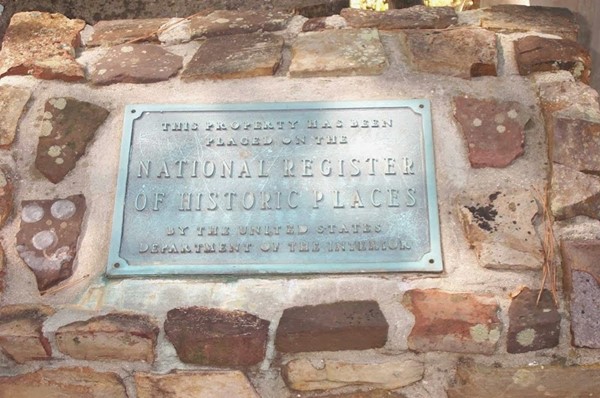 THIS PROPERTY HAS BEEN
PLACED ON THE
NATIONAL REGISTER
OF HISTORIC PLACES
BY THE UNITED STATES
DEPARTMENT OF THE INTERIOR